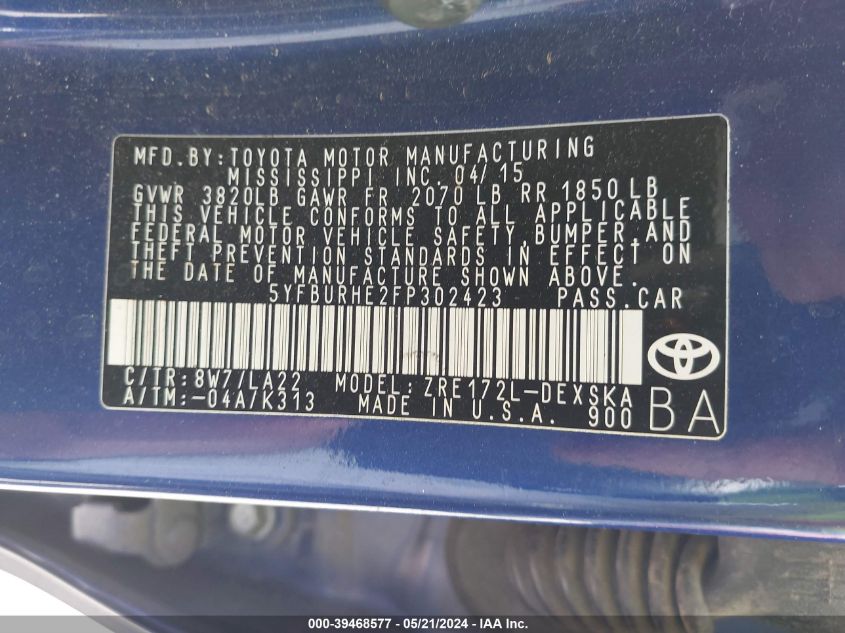 MFD.BY:TOYOTA MOTOR MANUFACTURING
MISSISSIPPI INC. 04/15
GVWR 3820LB GAWR FR 2070 LB RR 1850 LB
THIS VEHICLE CONFORMS TO ALL APPLICABLE
FEDERAL MOTOR VEHICLE SAFETY,BUMPER,AND
THEFT PREVENTION STANDARDS IN EFFECT ON
THE DATE OF MANUFACTURE SHOWN ABOVE.
5YFBURHE2FP302423 PASS.CAR
C/TR:8W77/LA22 MODEL:ZRE172L-DEXSKA
A/TM:-04A/K313 MADE IN U.S.A. 900 BA
000-39468577 - 05/21/2024 - IAA Inc.